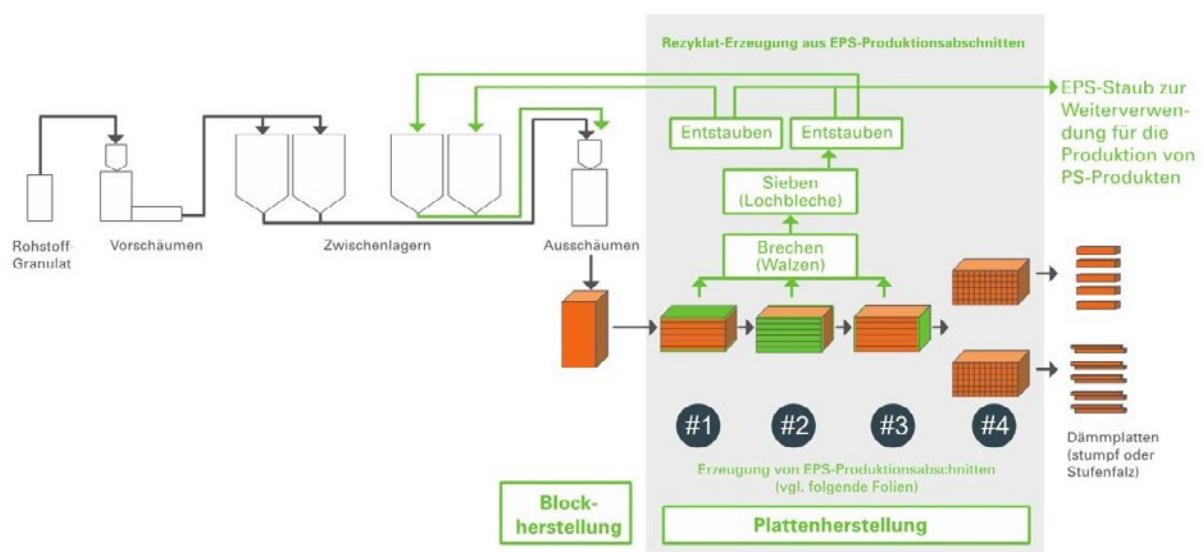 Rezyklat-Erzeugung aus EPS-Produktionsabschnitten
EPS-Staub zur
Weiterverwen-
dung für die
Produktion von
PS-Produkten
Entstauben
Entstauben
Sieben
(Lochbleche)
Brechen
(Walzen)
Rohstoff-
Granulat
Vorschäumen
Zwischenlagern
Ausschäumen
#1
#2
#3
#4
Dämmplatten
(stumpf oder
Stufenfalz)
Erzeugung von EPS-Produktionsabschnitten
(vgl. folgende Folien)
Block-
herstellung
Plattenherstellung